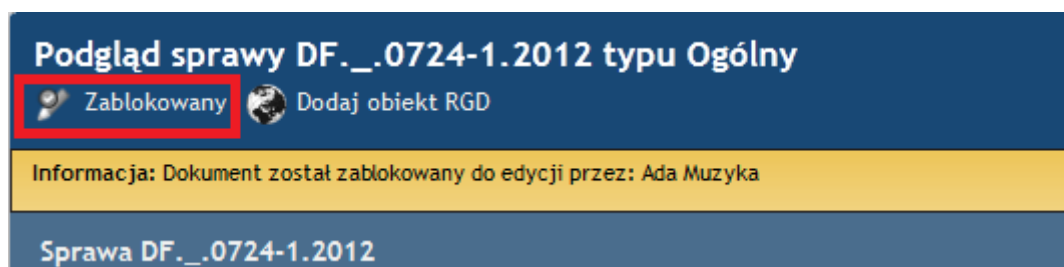 Podgląd sprawy DF._.0724-1.2012 typu Ogólny
Zablokowany Dodaj obiekt RGD
Informacja: Dokument został zablokowany do edycji przez: Ada Muzyka
Sprawa DF._.0724-1.2012